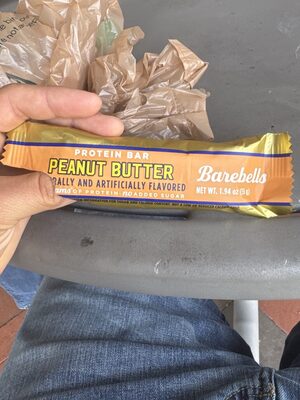 PROTEIN BAR
PEANUT BUTTER
RALLY AND ARTIFICIALLY FLAVORED
OF PROTEIN · NO ADDED SUGAR
Barebells
NET WT. 1.94 oz